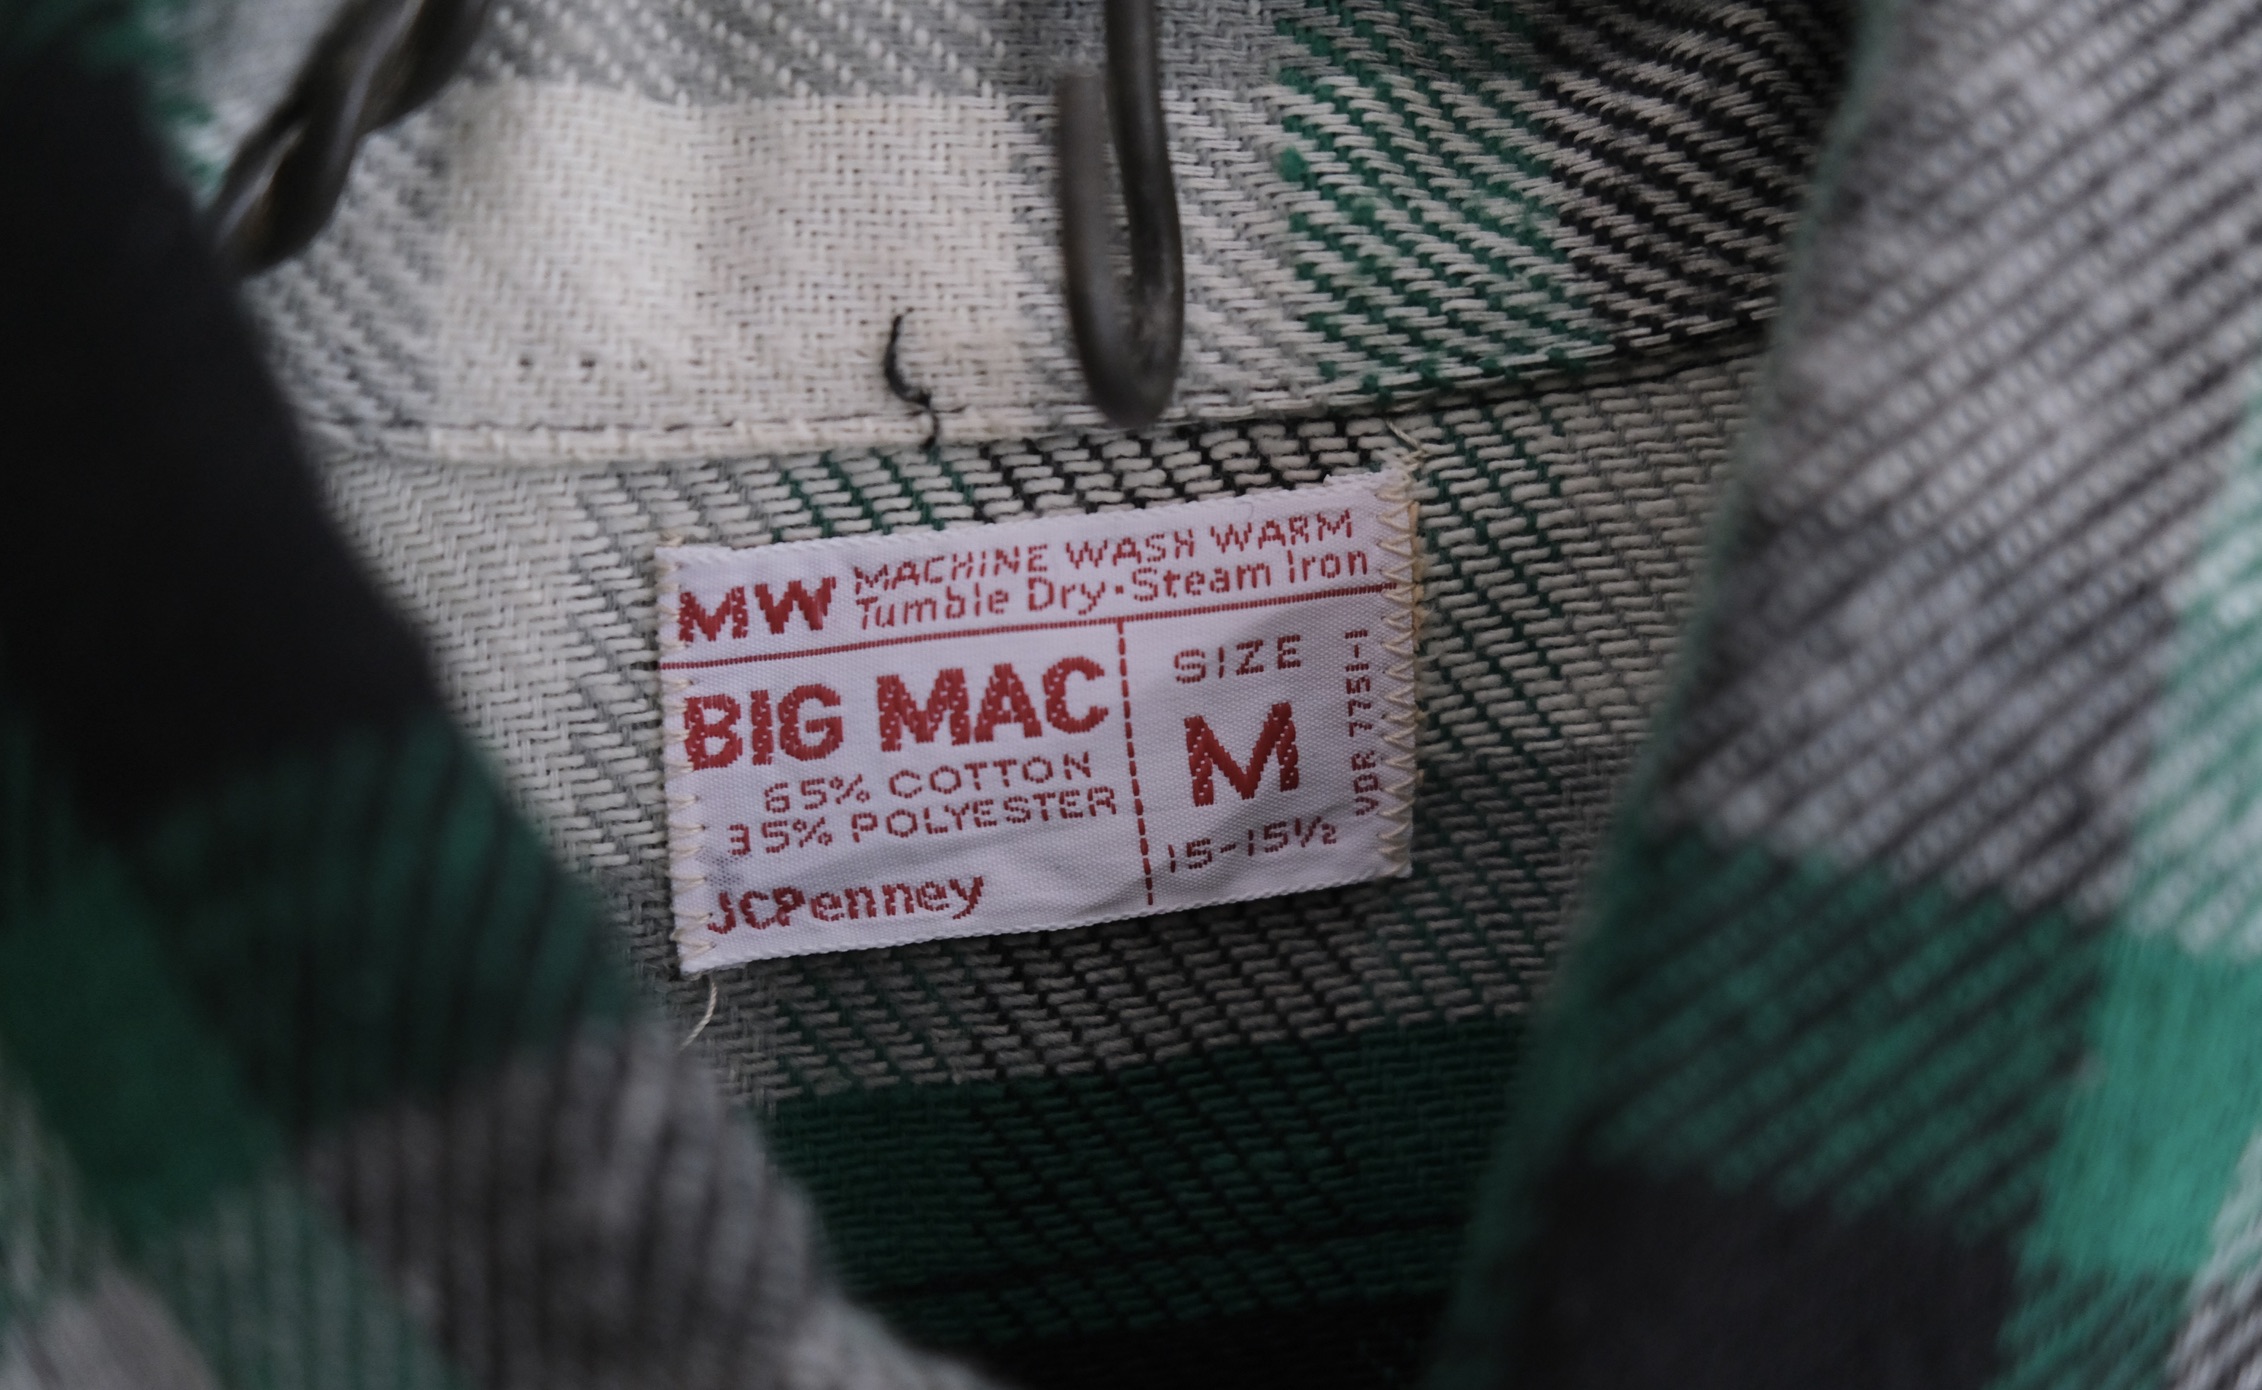 MW
MACHINE WASH WARM
Tumble Dry·Steam Iron
BIG MAC
65% COTTON
35% POLYESTER
JCPenney
SIZE
M
15-15½
VDR 7751-1